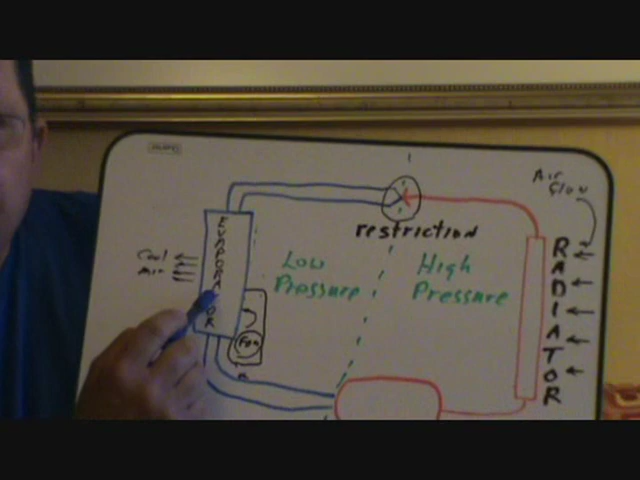 Air
Flow
restriction
Cool
Air
Low
Pressure
High
Pressure
EVAPORATOR
RADIATOR
Fan